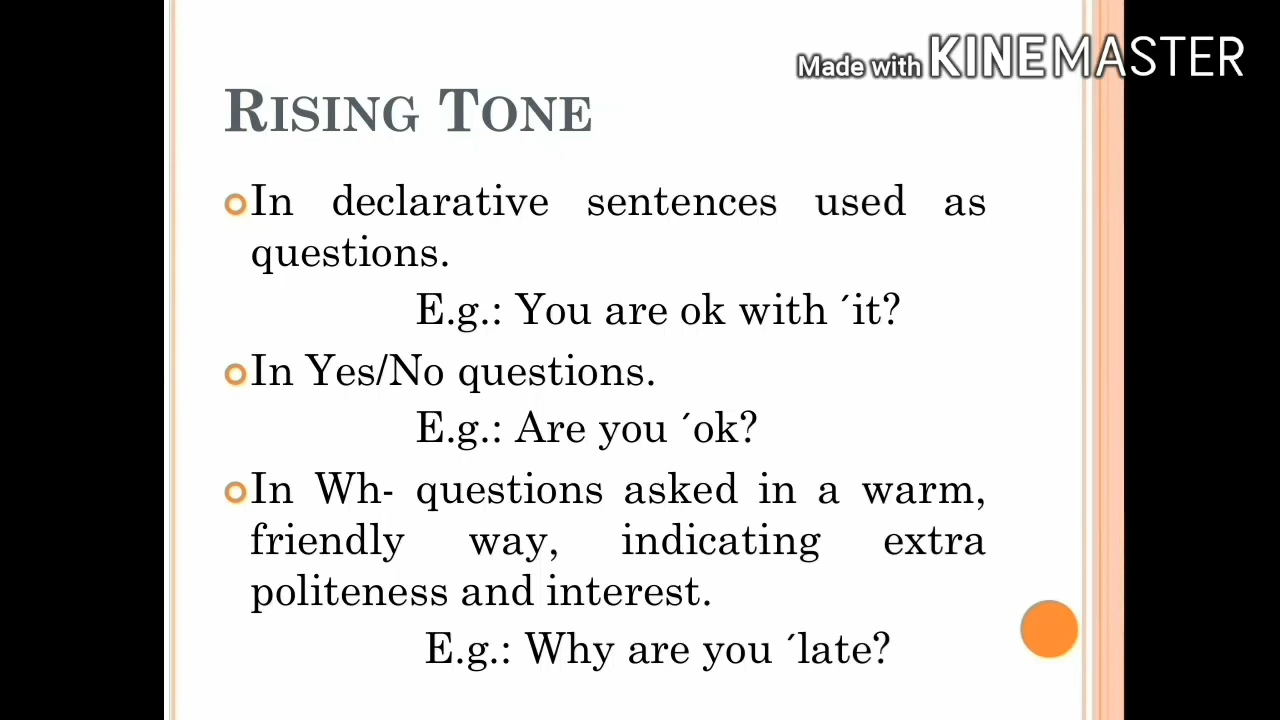 Made with KINEMASTER
RISING TONE
In declarative sentences used as
questions.
E.g.: You are ok with ´it?
In Yes/No questions.
E.g.: Are you ´ok?
In Wh- questions asked in a warm,
friendly way, indicating extra
politeness and interest.
E.g.: Why are you ´late?